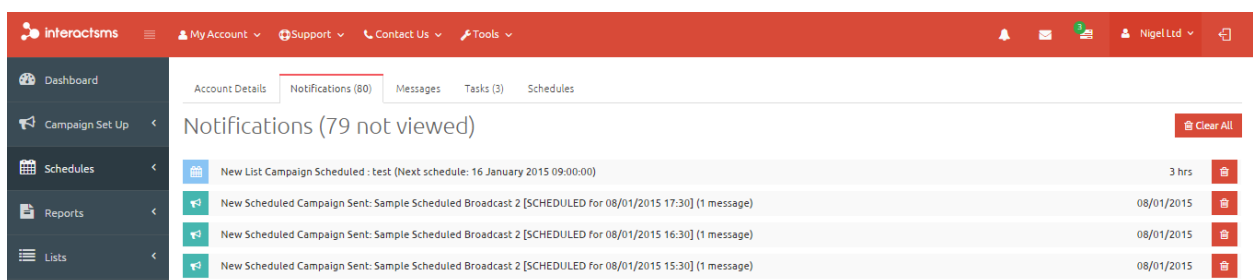 interactsms My Account Support Contact Us Tools 3 Nigel Ltd
Dashboard
Campaign Set Up
Schedules
Reports
Lists
Account Details Notifications (80) Messages Tasks (3) Schedules
Notifications (79 not viewed) Clear All
New List Campaign Scheduled : test (Next schedule: 16 January 2015 09:00:00) 3 hrs
New Scheduled Campaign Sent: Sample Scheduled Broadcast 2 [SCHEDULED for 08/01/2015 17:30] (1 message) 08/01/2015
New Scheduled Campaign Sent: Sample Scheduled Broadcast 2 [SCHEDULED for 08/01/2015 16:30] (1 message) 08/01/2015
New Scheduled Campaign Sent: Sample Scheduled Broadcast 2 [SCHEDULED for 08/01/2015 15:30] (1 message) 08/01/2015